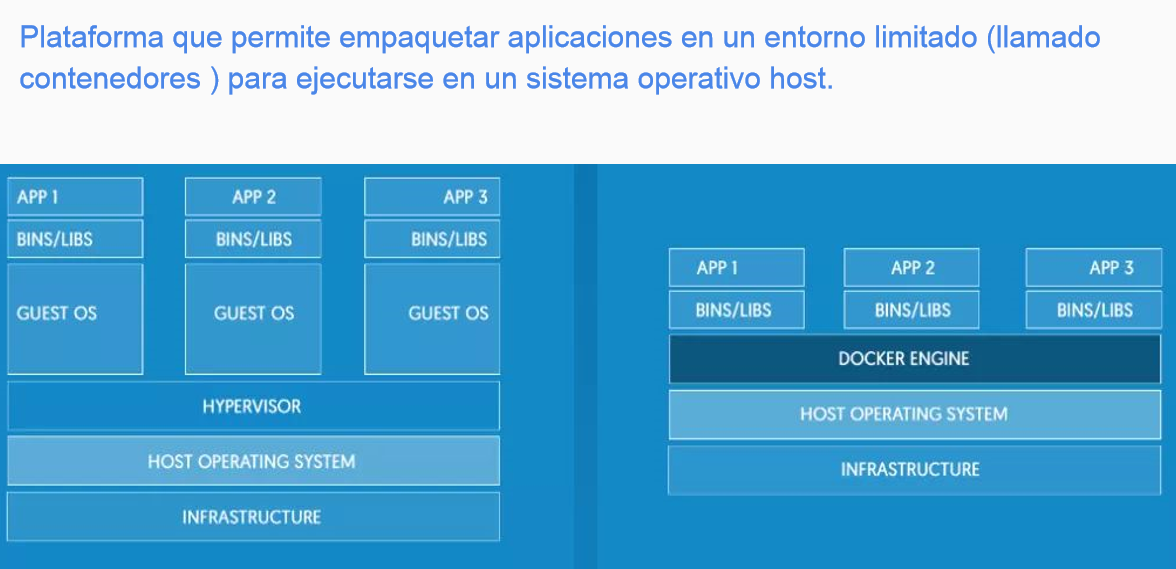 Plataforma que permite empaquetar aplicaciones en un entorno limitado (llamado
contenedores ) para ejecutarse en un sistema operativo host.
APP 1
APP 2
APP 3
BINS/LIBS
BINS/LIBS
BINS/LIBS
GUEST OS
GUEST OS
GUEST OS
HYPERVISOR
HOST OPERATING SYSTEM
INFRASTRUCTURE
APP 1
APP 2
APP 3
BINS/LIBS
BINS/LIBS
BINS/LIBS
DOCKER ENGINE
HOST OPERATING SYSTEM
INFRASTRUCTURE